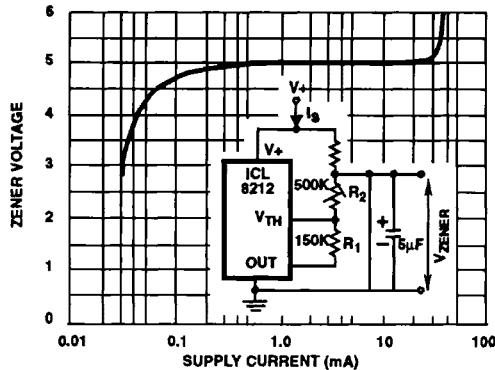 ZENER VOLTAGE
6
5
4
3
2
1
0
0.01
0.1
1.0
10
100
SUPPLY CURRENT (mA)
V+
IS
V+
ICL
8212
VTH
OUT
500K
R2
150K
R1
+
−
5μF
VZENER